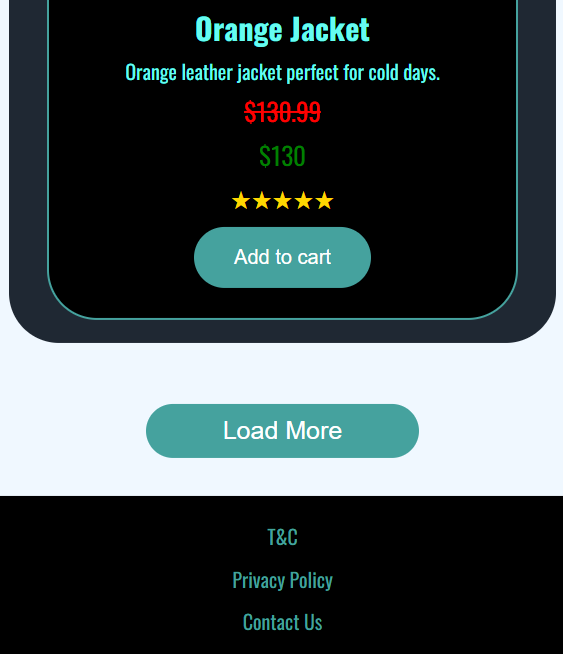 Orange Jacket
Orange leather jacket perfect for cold days.
$130.99
$130
★★★★★
Add to cart
Load More
T&C
Privacy Policy
Contact Us